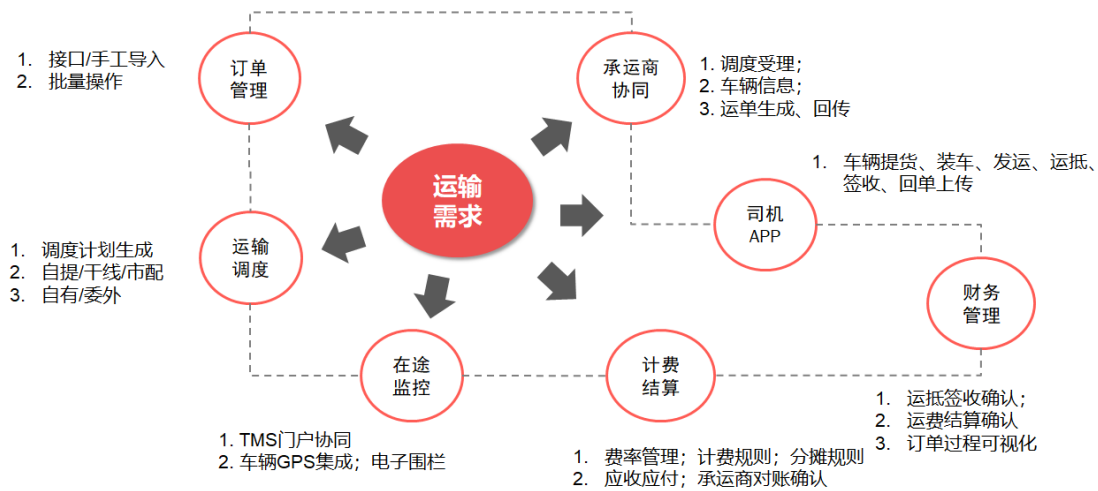 订单
管理
1. 接口/手工导入
2. 批量操作
承运商
协同
1. 调度受理；
2. 车辆信息；
3. 运单生成、回传
运输
需求
1. 车辆提货、装车、发运、运抵、
签收、回单上传
司机
APP
运输
调度
1. 调度计划生成
2. 自提/干线/市配
3. 自有/委外
财务
管理
在途
监控
计费
结算
1. 运抵签收确认；
2. 运费结算确认
3. 订单过程可视化
1. TMS门户协同
2. 车辆GPS集成；电子围栏
1. 费率管理；计费规则；分摊规则
2. 应收应付；承运商对账确认